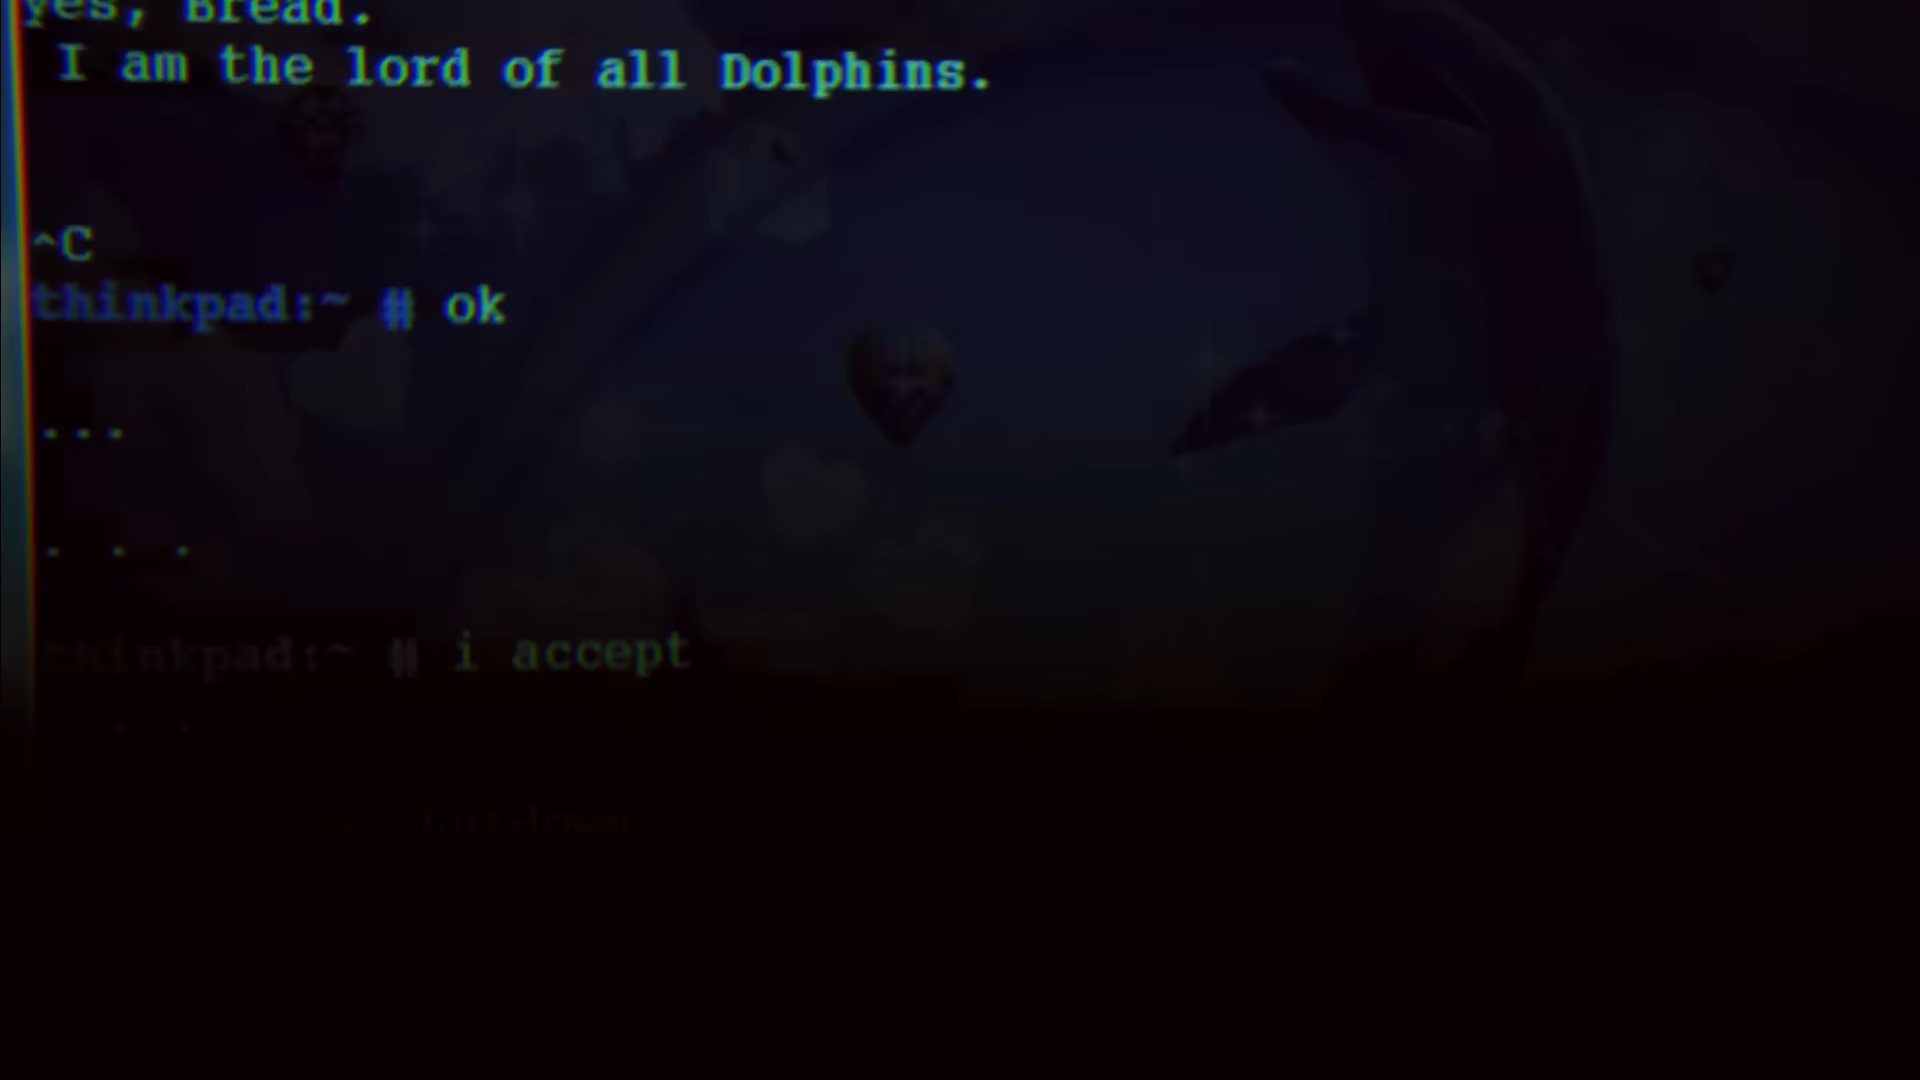 yes, Bread.
I am the lord of all Dolphins.
^C
thinkpad:~ # ok
...
. . .
thinkpad:~ # i accept
. . .